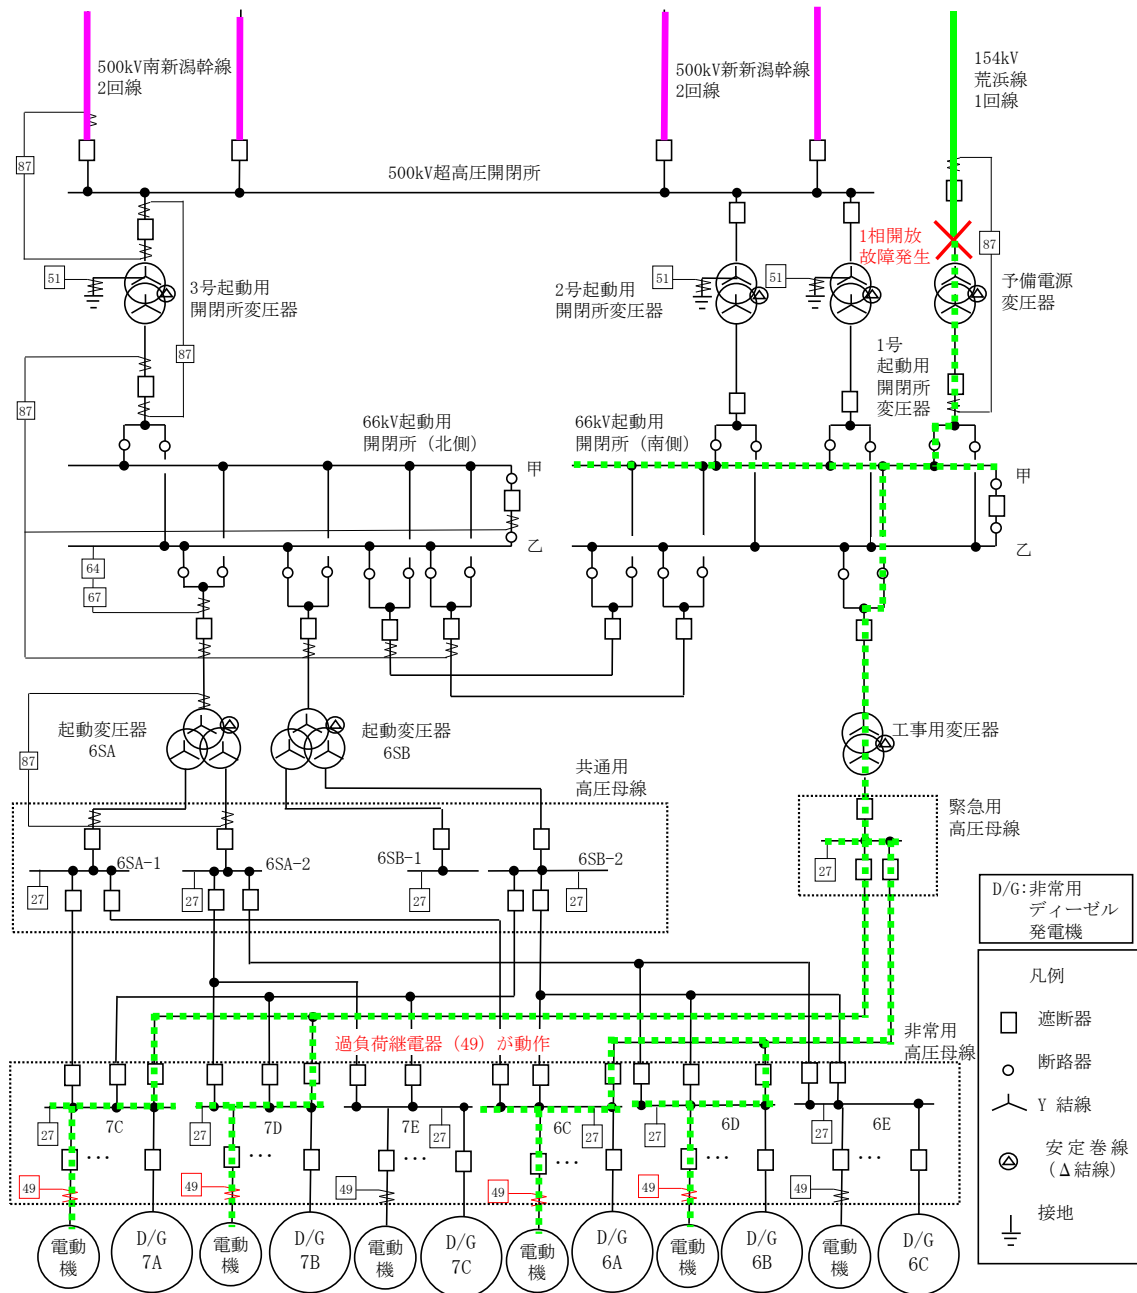 500kV南新潟幹線
2回線
500kV新新潟幹線
2回線
154kV
荒浜線
1回線
87
500kV超高圧開閉所
1相開放
故障発生
87
51
3号起動用
開閉所変圧器
51
2号起動用
開閉所変圧器
51
予備電源
変圧器
87
1号
起動用
開閉所
変圧器
87
66kV起動用
開閉所（北側）
66kV起動用
開閉所（南側）
甲
甲
乙
乙
64
67
起動変圧器
6SA
起動変圧器
6SB
工事用変圧器
87
共通用
高圧母線
緊急用
高圧母線
6SA-1
6SA-2
6SB-1
6SB-2
27
27
27
27
27
D/G:非常用
ディーゼル
発電機
凡例
遮断器
断路器
Y 結線
安定巻線
(Δ結線)
接地
過負荷継電器（49）が動作
非常用
高圧母線
7C
7D
7E
6C
6D
6E
27
27
27
27
27
27
…
…
…
…
…
…
49
49
49
49
49
49
電動
機
D/G
7A
電動
機
D/G
7B
電動
機
D/G
7C
電動
機
D/G
6A
電動
機
D/G
6B
電動
機
D/G
6C